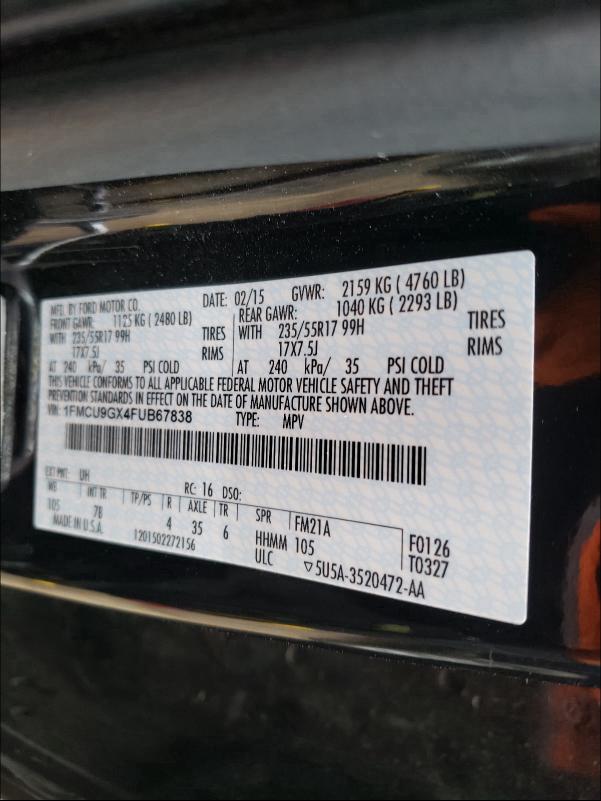 MFD. BY FORD MOTOR CO. DATE: 02/15 GVWR: 2159 KG ( 4760 LB)
FRONT GAWR: 1125 KG ( 2480 LB) REAR GAWR: 1040 KG ( 2293 LB)
WITH 235/55R17 99H TIRES WITH 235/55R17 99H TIRES
17X7.5J RIMS 17X7.5J RIMS
AT 240 kPa/ 35 PSI COLD AT 240 kPa/ 35 PSI COLD
THIS VEHICLE CONFORMS TO ALL APPLICABLE FEDERAL MOTOR VEHICLE SAFETY AND THEFT
PREVENTION STANDARDS IN EFFECT ON THE DATE OF MANUFACTURE SHOWN ABOVE.
VIN: 1FMCU9GX4FUB67838 TYPE: MPV
EXT PNT: UH RC: 16 DSO:
WB INT TR TP/PS R AXLE TR SPR FM21A F0126
105 78 4 35 6 HHMM 105 T0327
MADE IN U.S.A. 1201502272156 ULC ▽5U5A-3520472-AA